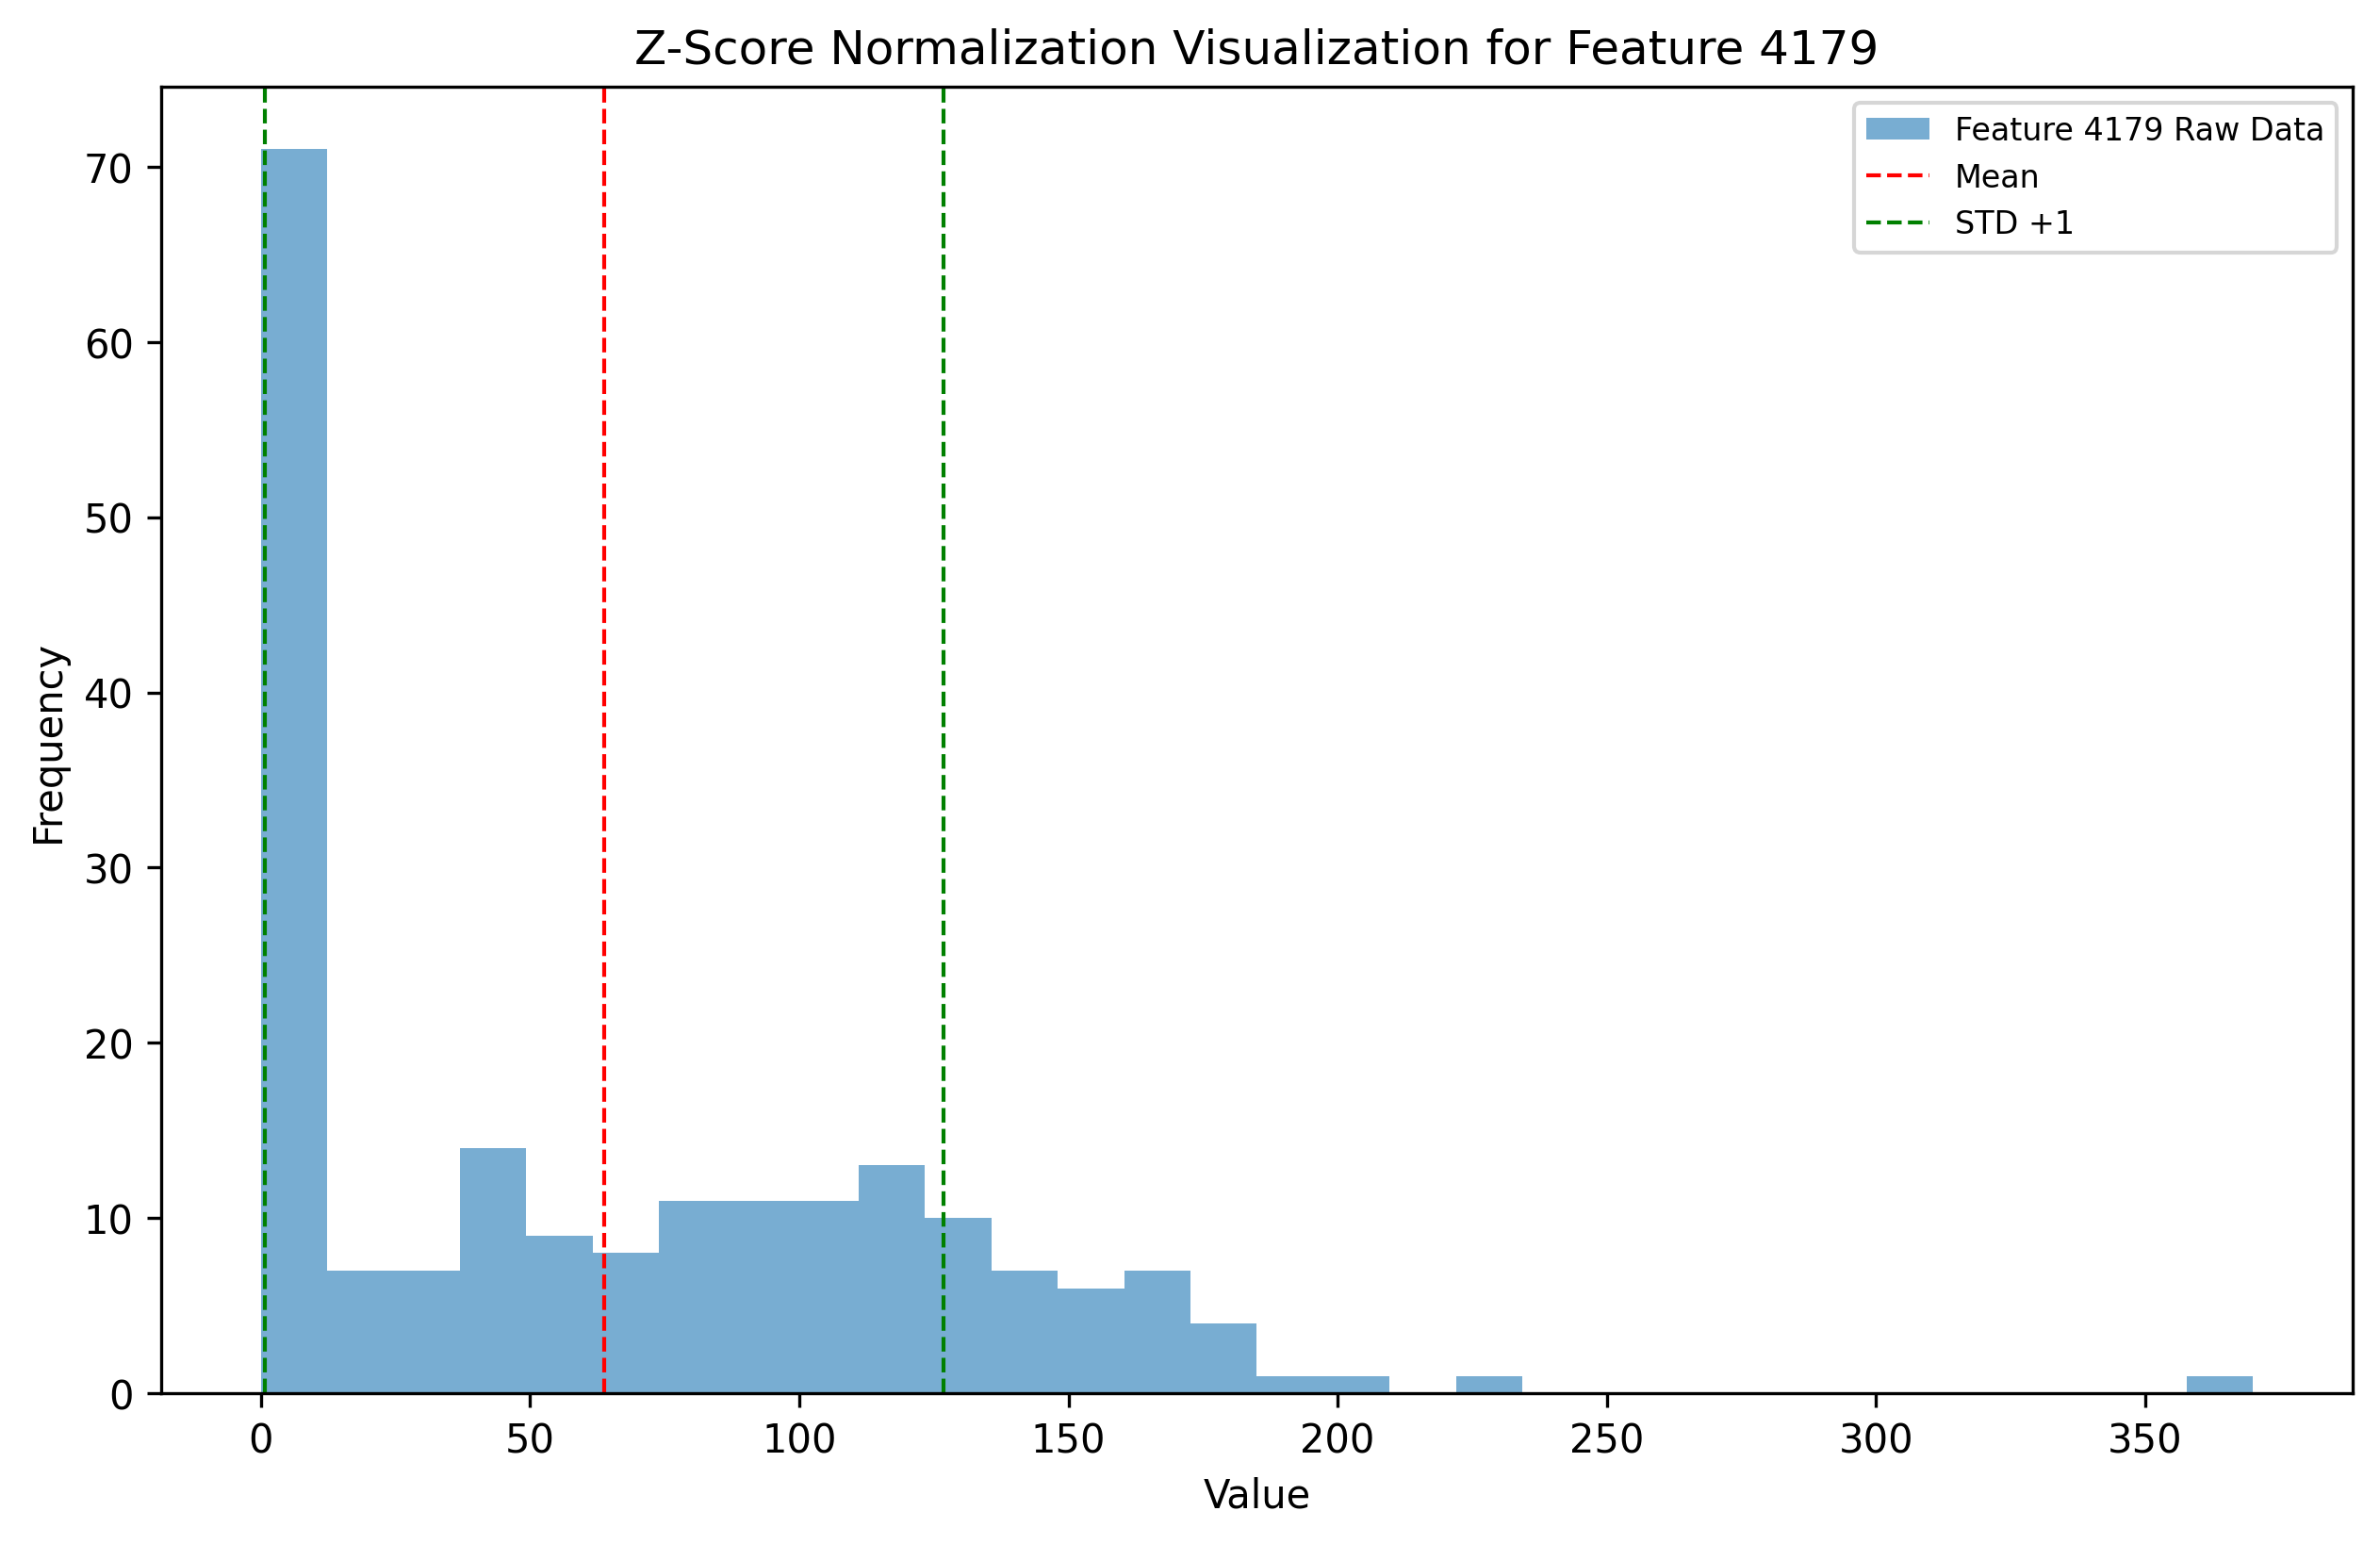 Z-Score Normalization Visualization for Feature 4179
Feature 4179 Raw Data
Mean
STD +1
70
60
50
40
30
20
10
0
Frequency
0 50 100 150 200 250 300 350
Value